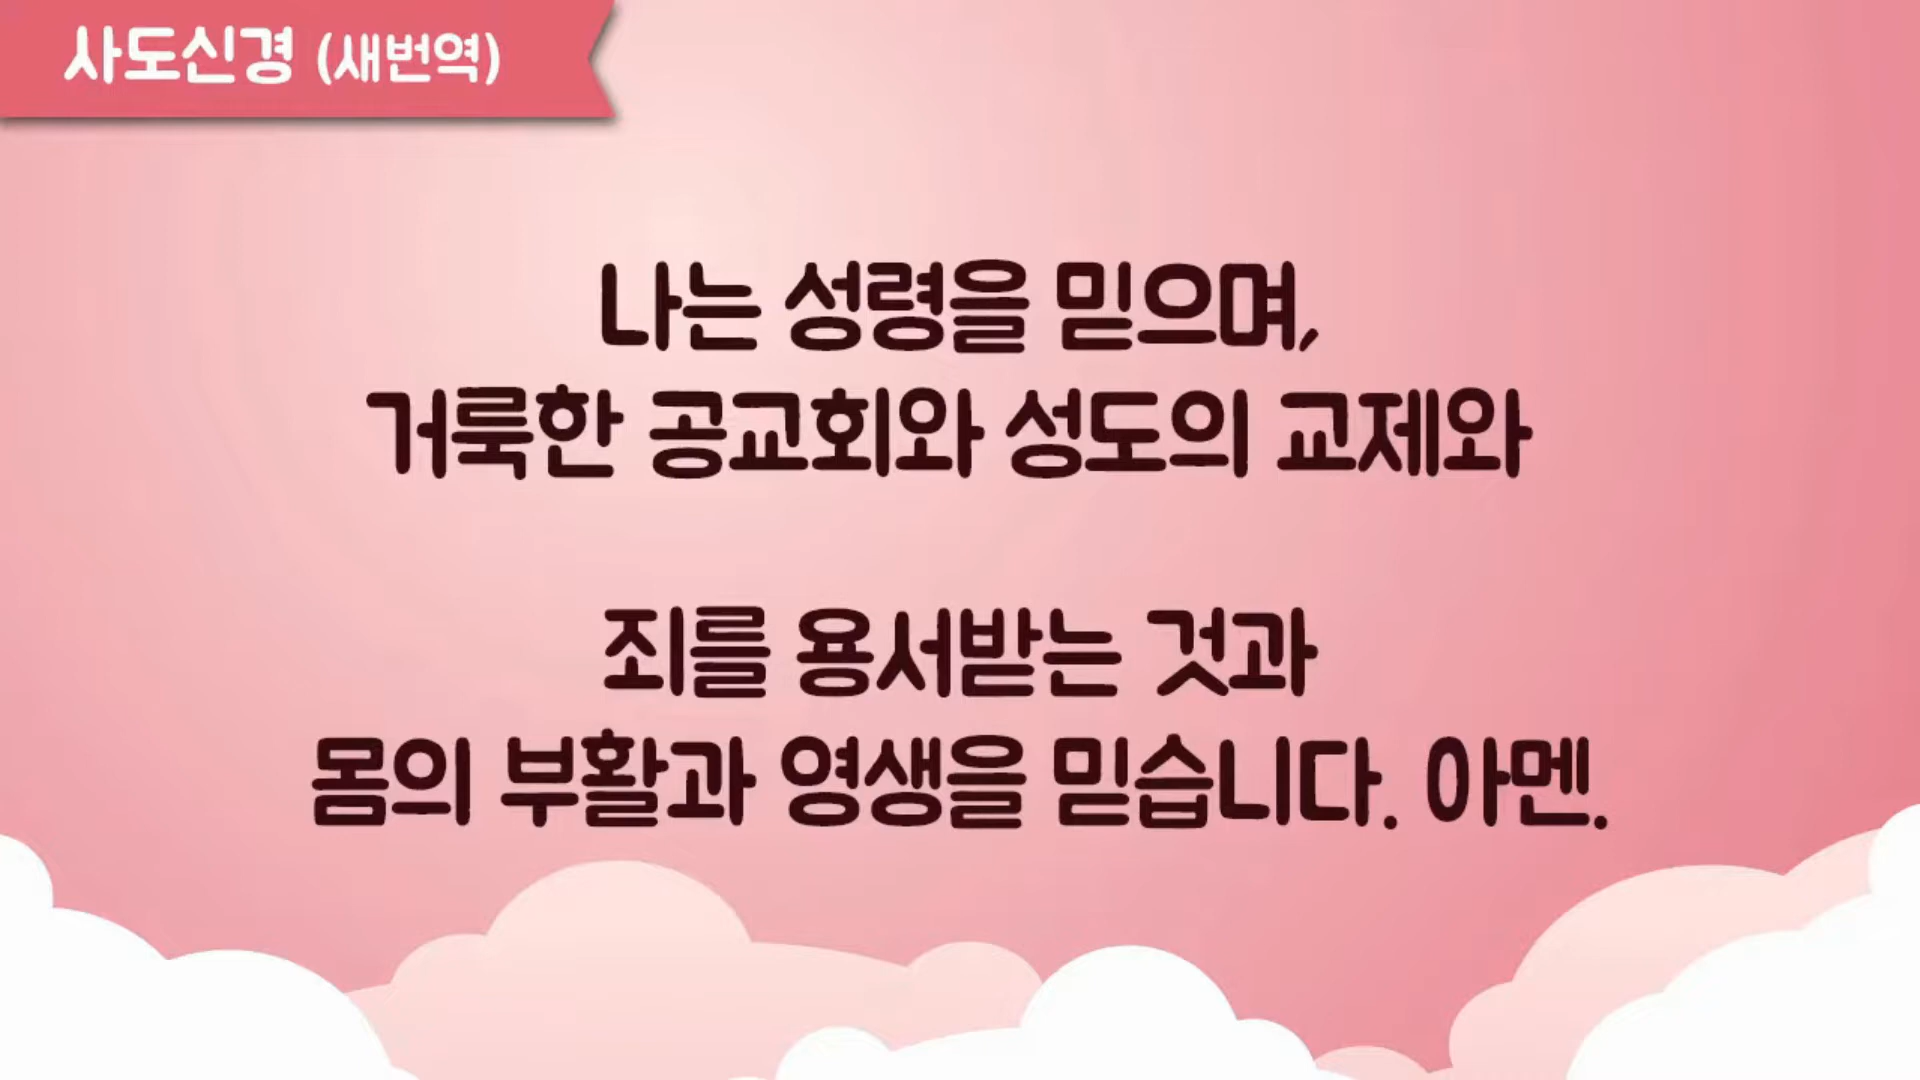 사도신경 (새번역)
나는 성령을 믿으며,
거룩한 공교회와 성도의 교제와
죄를 용서받는 것과
몸의 부활과 영생을 믿습니다. 아멘.